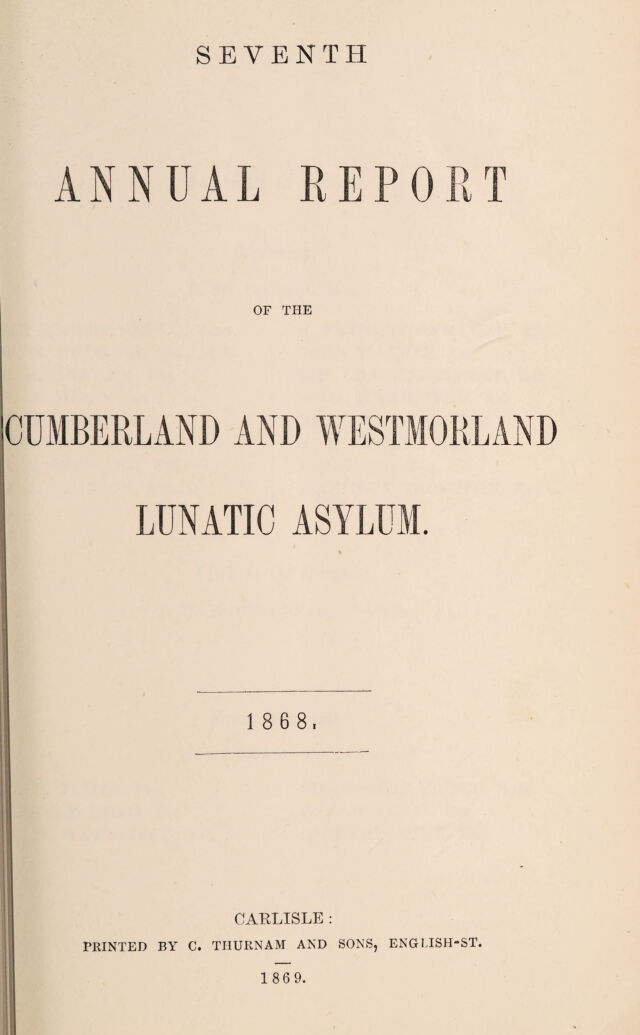 SEVENTH
ANNUAL REPORT
OF THE
CUMBERLAND AND WESTMORLAND
LUNATIC ASYLUM.
1868.
CARLISLE:
PRINTED BY C. THURNAM AND SONS, ENGLISH-ST.
1869.